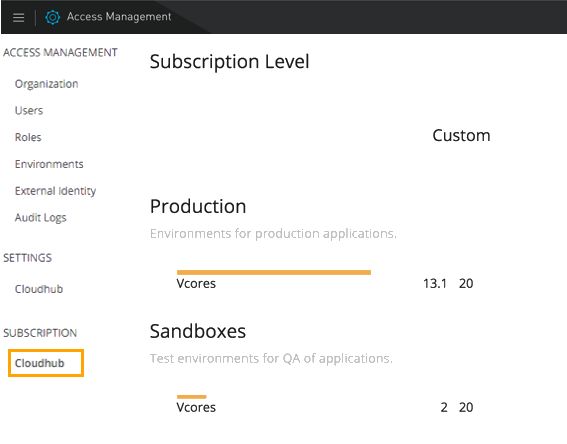 Access Management
ACCESS MANAGEMENT
Organization
Users
Roles
Environments
External Identity
Audit Logs
SETTINGS
Cloudhub
SUBSCRIPTION
Cloudhub
Subscription Level
Custom
Production
Environments for production applications.
Vcores 13.1 20
Sandboxes
Test environments for QA of applications.
Vcores 2 20